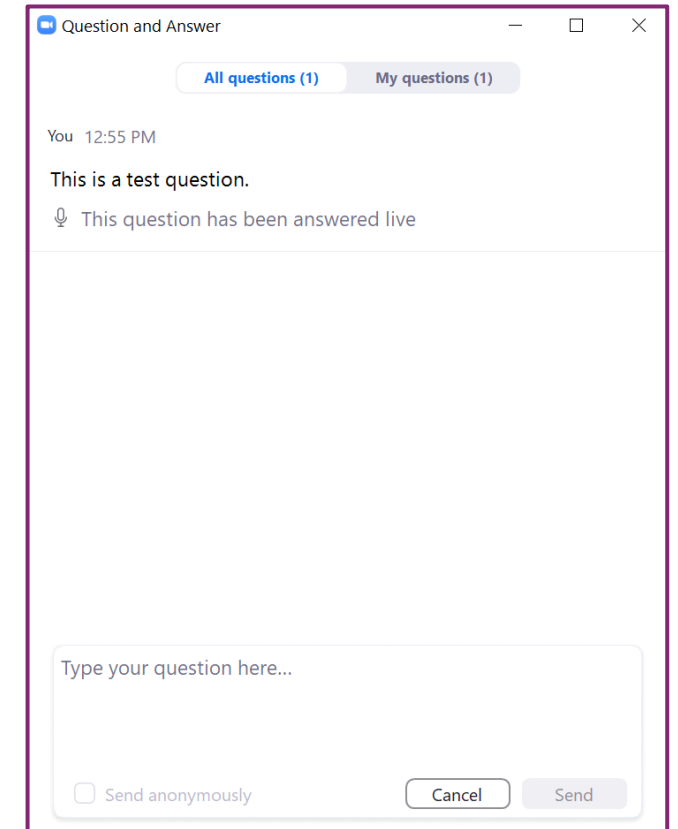 Question and Answer
All questions (1) My questions (1)
You 12:55 PM
This is a test question.
This question has been answered live
Type your question here...
Send anonymously Cancel Send